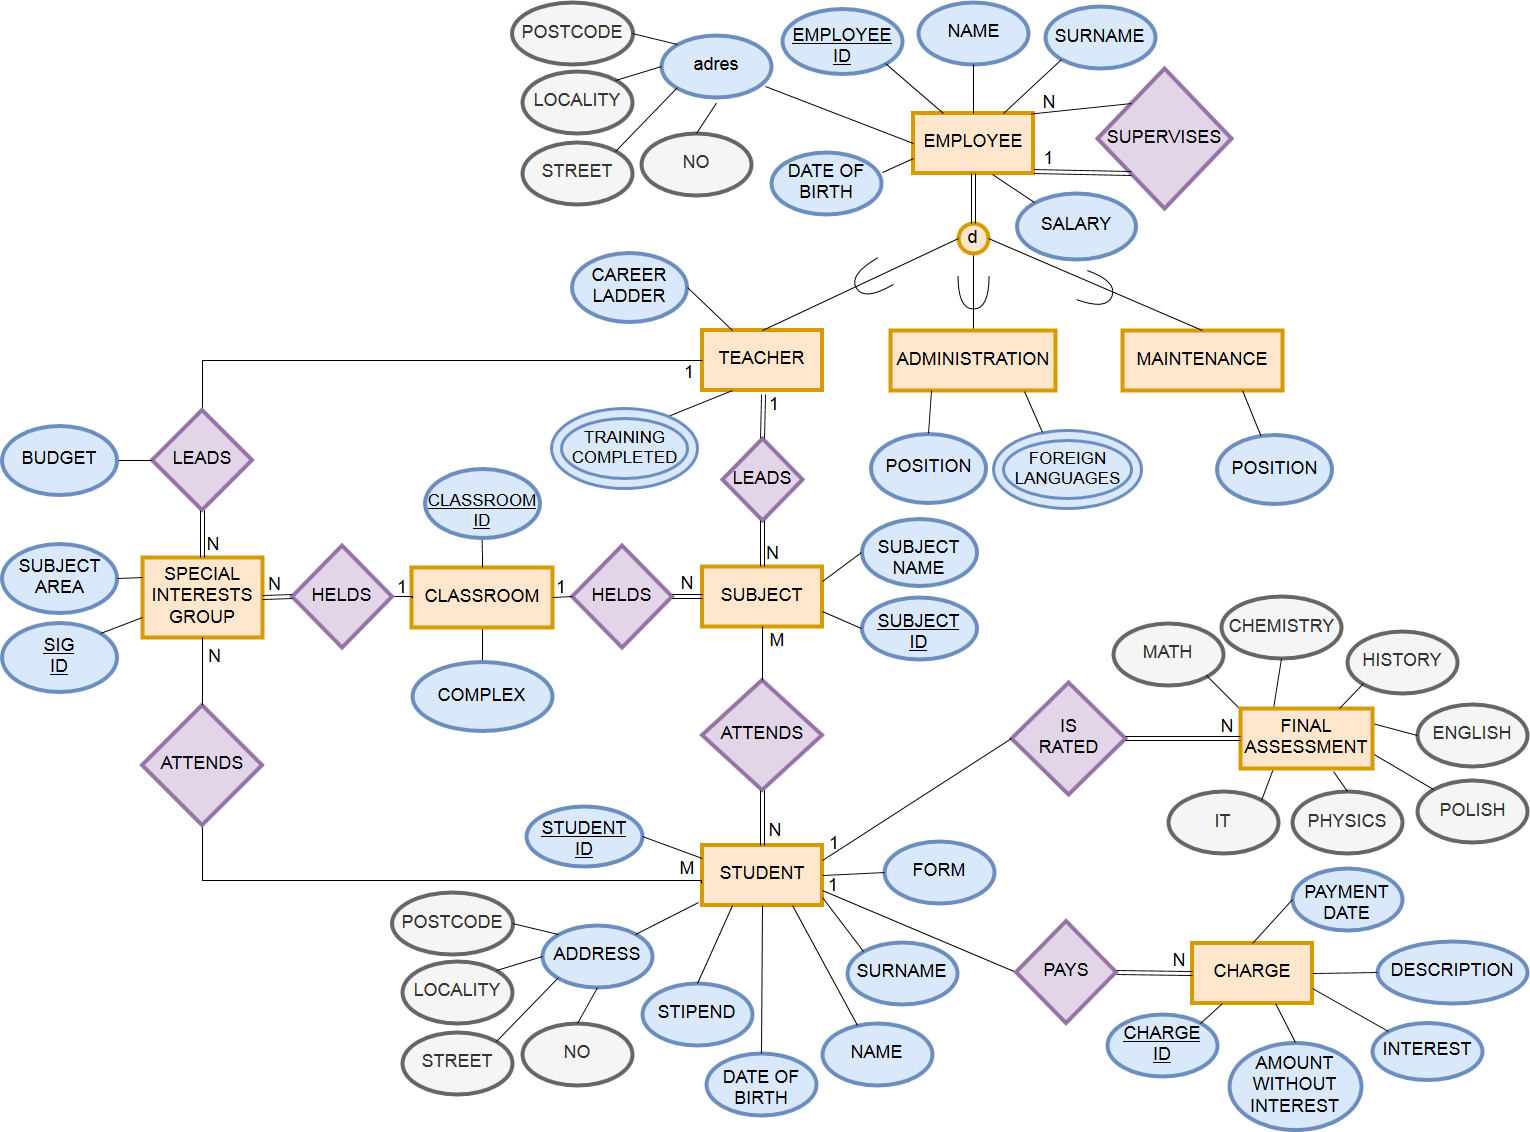 POSTCODE
adres
EMPLOYEE
ID
NAME
SURNAME
LOCALITY
STREET
NO
DATE OF
BIRTH
EMPLOYEE
N
1
SUPERVISES
SALARY
d
CAREER
LADDER
TEACHER
ADMINISTRATION
MAINTENANCE
1
1
TRAINING
COMPLETED
POSITION
FOREIGN
LANGUAGES
POSITION
BUDGET
LEADS
LEADS
N
N
CLASSROOM
ID
SUBJECT
AREA
SPECIAL
INTERESTS
GROUP
N
HELDS
1
CLASSROOM
1
HELDS
N
SUBJECT
SUBJECT
NAME
SUBJECT
ID
SIG
ID
N
COMPLEX
M
ATTENDS
ATTENDS
IS
RATED
N
FINAL
ASSESSMENT
MATH
CHEMISTRY
HISTORY
ENGLISH
POLISH
PHYSICS
IT
STUDENT
ID
N
M
STUDENT
1
1
FORM
POSTCODE
ADDRESS
LOCALITY
STREET
NO
STIPEND
DATE OF
BIRTH
NAME
SURNAME
PAYS
N
CHARGE
PAYMENT
DATE
DESCRIPTION
INTEREST
AMOUNT
WITHOUT
INTEREST
CHARGE
ID